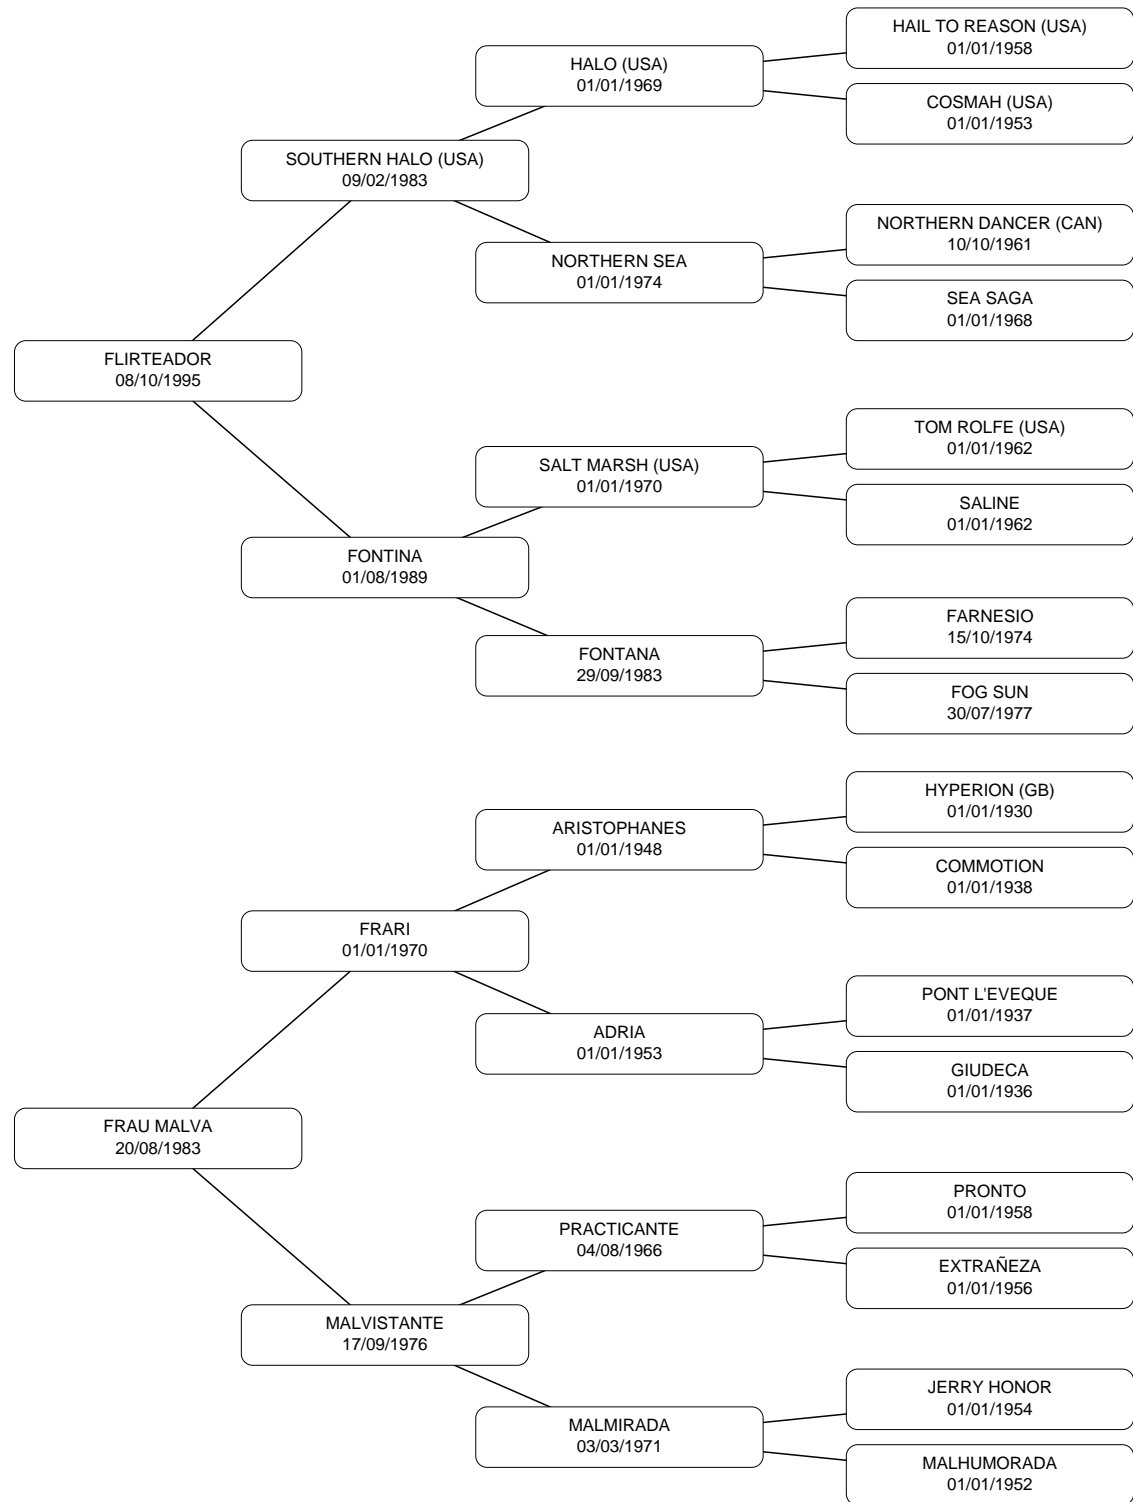 HAIL TO REASON (USA)
01/01/1958
HALO (USA)
01/01/1969
COSMAH (USA)
01/01/1953
SOUTHERN HALO (USA)
09/02/1983
NORTHERN DANCER (CAN)
10/10/1961
NORTHERN SEA
01/01/1974
SEA SAGA
01/01/1968
FLIRTEADOR
08/10/1995
TOM ROLFE (USA)
01/01/1962
SALT MARSH (USA)
01/01/1970
SALINE
01/01/1962
FONTINA
01/08/1989
FARNESIO
15/10/1974
FONTANA
29/09/1983
FOG SUN
30/07/1977
HYPERION (GB)
01/01/1930
ARISTOPHANES
01/01/1948
COMMOTION
01/01/1938
FRARI
01/01/1970
PONT L'EVEQUE
01/01/1937
ADRIA
01/01/1953
GIUDECA
01/01/1936
FRAU MALVA
20/08/1983
PRONTO
01/01/1958
PRACTICANTE
04/08/1966
EXTRAÑEZA
01/01/1956
MALVISTANTE
17/09/1976
JERRY HONOR
01/01/1954
MALMIRADA
03/03/1971
MALHUMORADA
01/01/1952